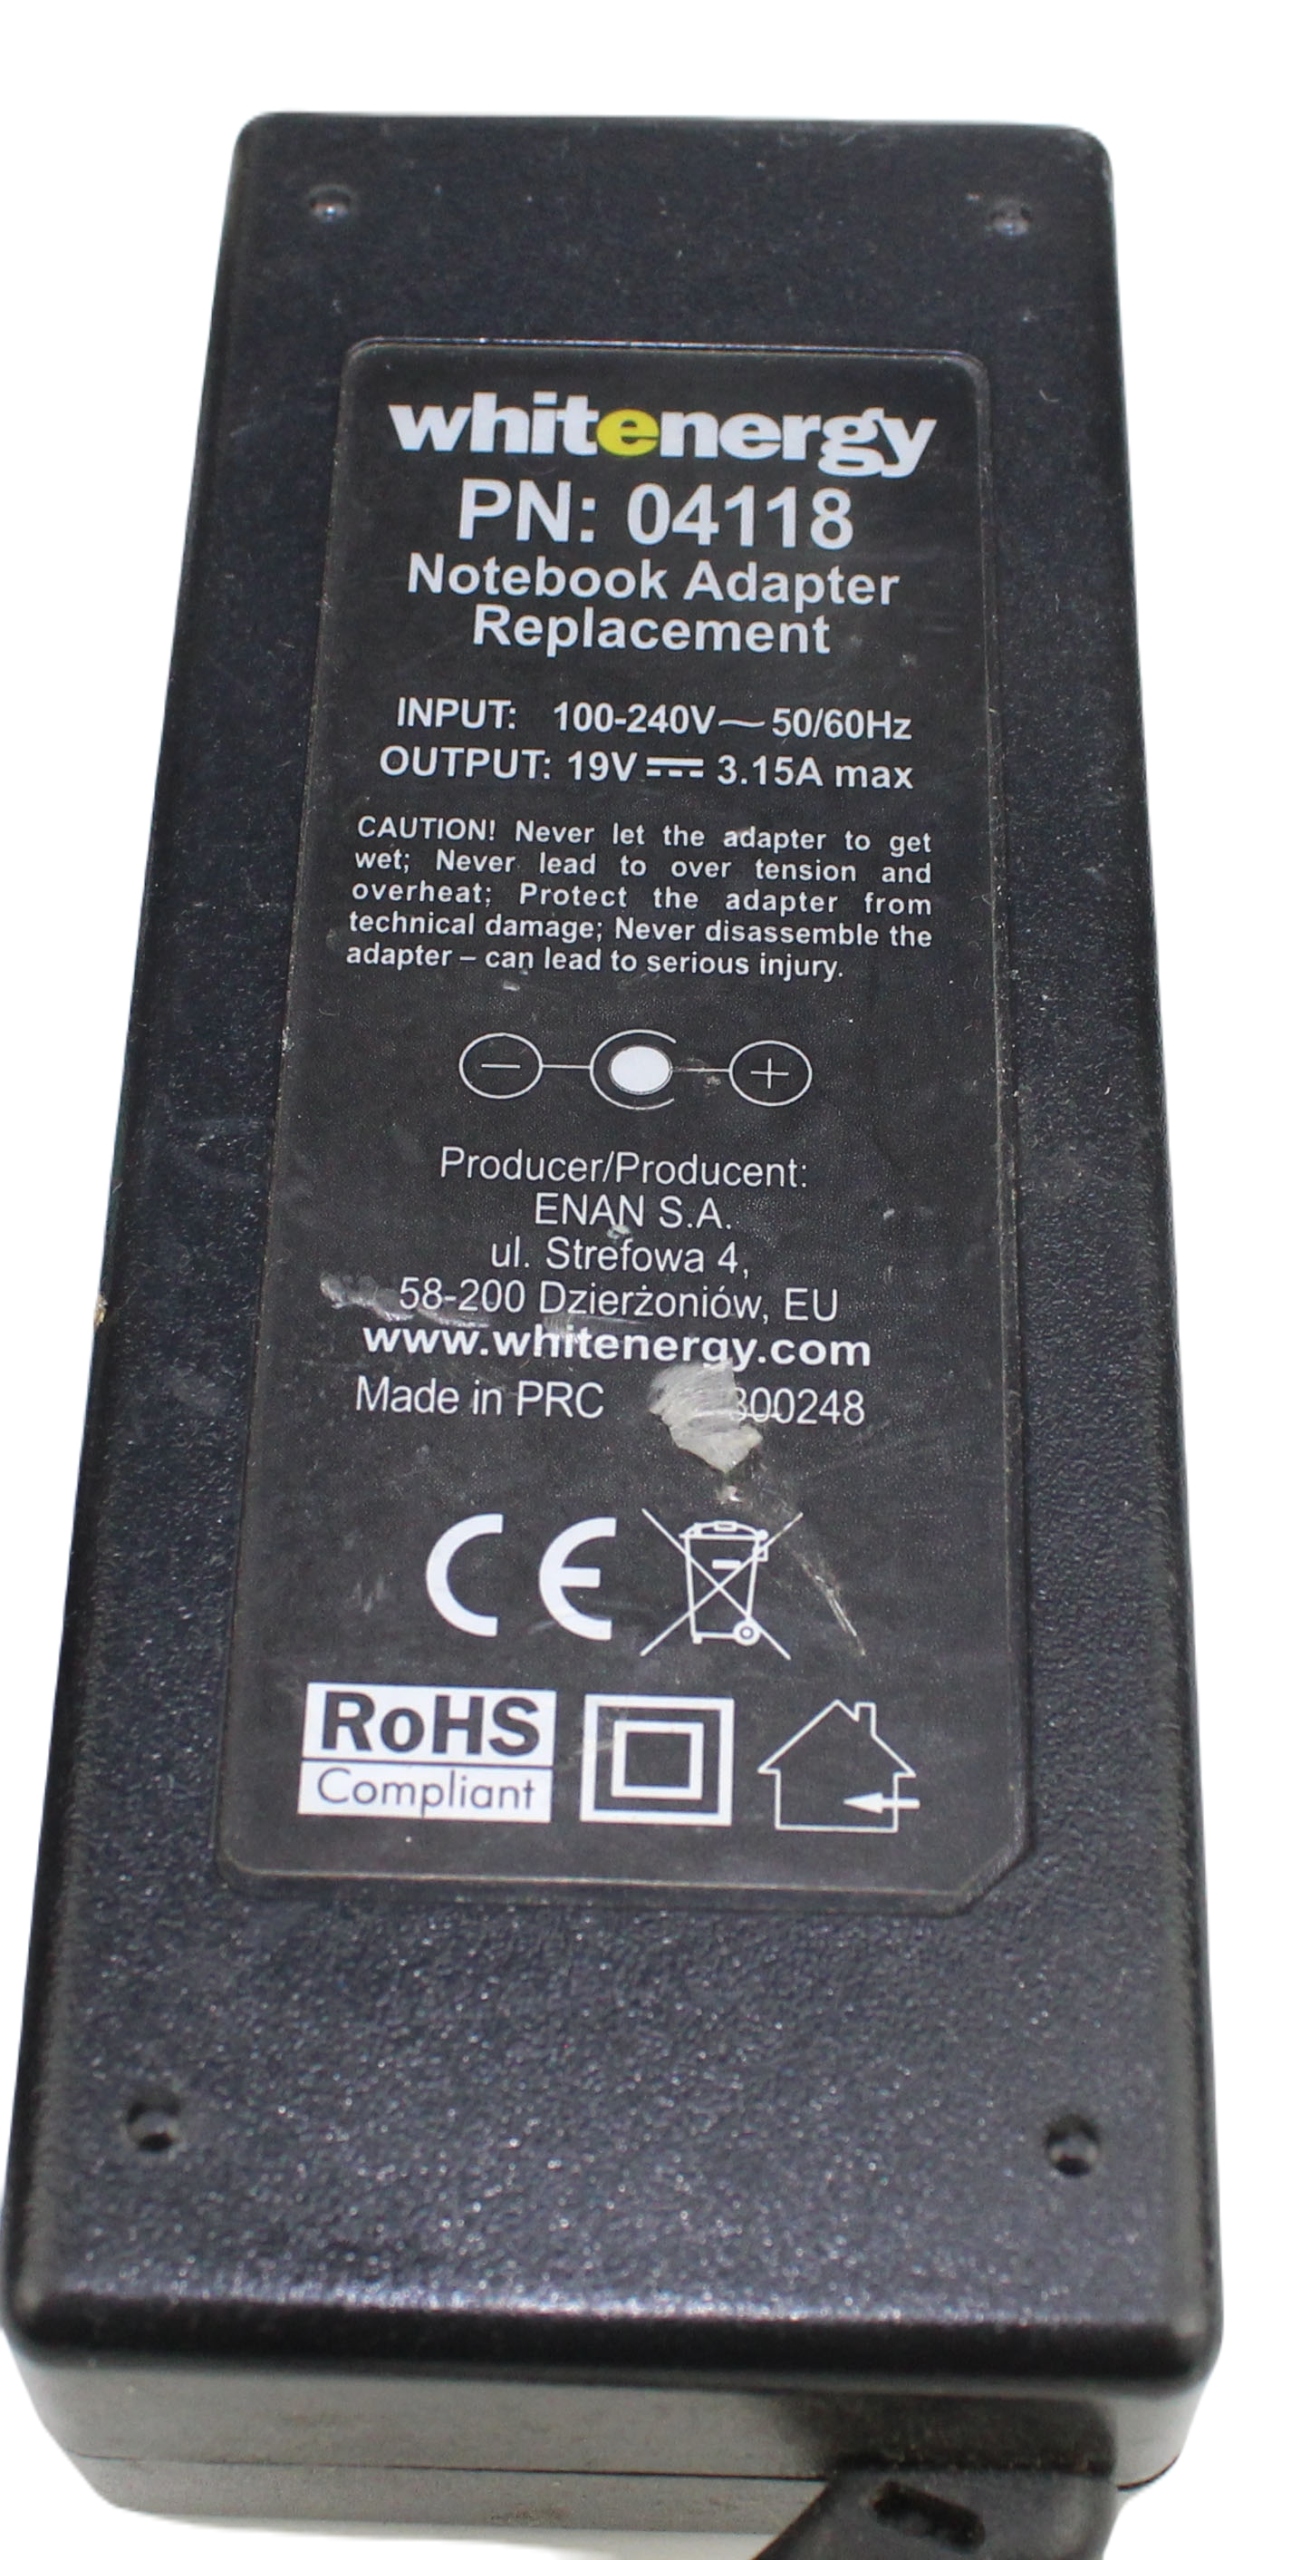 whitenergy
PN: 04118
Notebook Adapter
Replacement
INPUT: 100-240V~50/60Hz
OUTPUT: 19V⎓3.15A max
CAUTION! Never let the adapter to get
wet; Never lead to over tension and
overheat; Protect the adapter from
technical damage; Never disassemble the
adapter – can lead to serious injury.
Producer/Producent:
ENAN S.A.
ul. Strefowa 4,
58-200 Dzierżoniów, EU
www.whitenergy.com
Made in PRC
CE
RoHS
Compliant